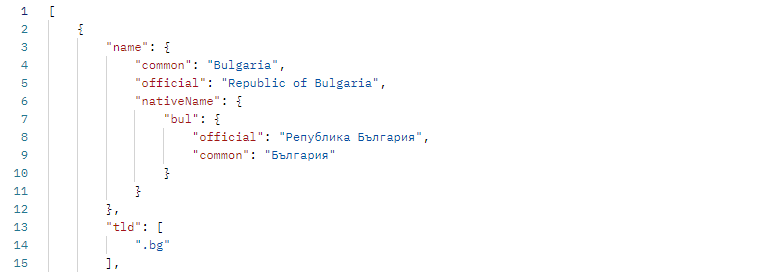 1 [
2     {
3         "name": {
4             "common": "Bulgaria",
5             "official": "Republic of Bulgaria",
6             "nativeName": {
7                 "bul": {
8                     "official": "Република България",
9                     "common": "България"
10                 }
11             }
12         },
13         "tld": [
14             ".bg"
15         ],